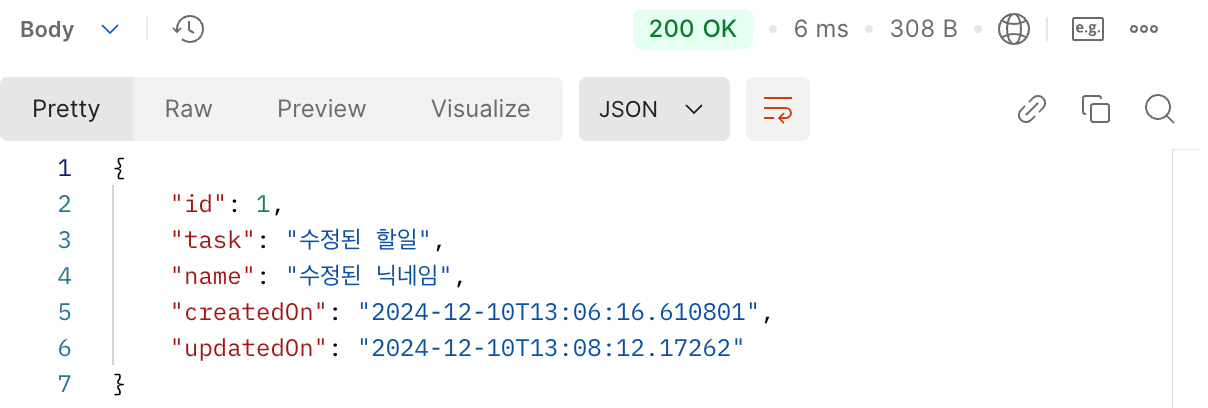 Body 200 OK 6 ms 308 B e.g.
Pretty Raw Preview Visualize JSON
1 {
2 "id": 1,
3 "task": "수정된 할일",
4 "name": "수정된 닉네임",
5 "createdOn": "2024-12-10T13:06:16.610801",
6 "updatedOn": "2024-12-10T13:08:12.17262"
7 }